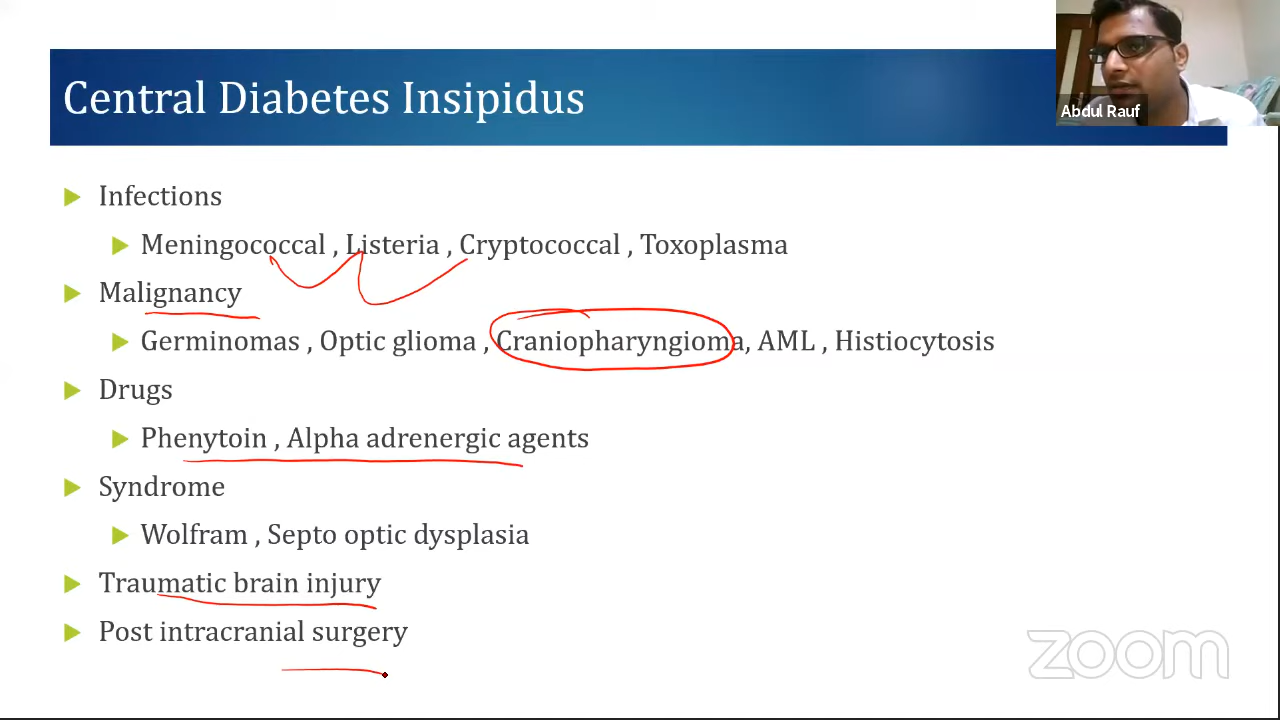 Central Diabetes Insipidus
Abdul Rauf
Infections
Meningococcal , Listeria , Cryptococcal , Toxoplasma
Malignancy
Germinomas , Optic glioma , Craniopharyngioma, AML , Histiocytosis
Drugs
Phenytoin , Alpha adrenergic agents
Syndrome
Wolfram , Septo optic dysplasia
Traumatic brain injury
Post intracranial surgery
zoom